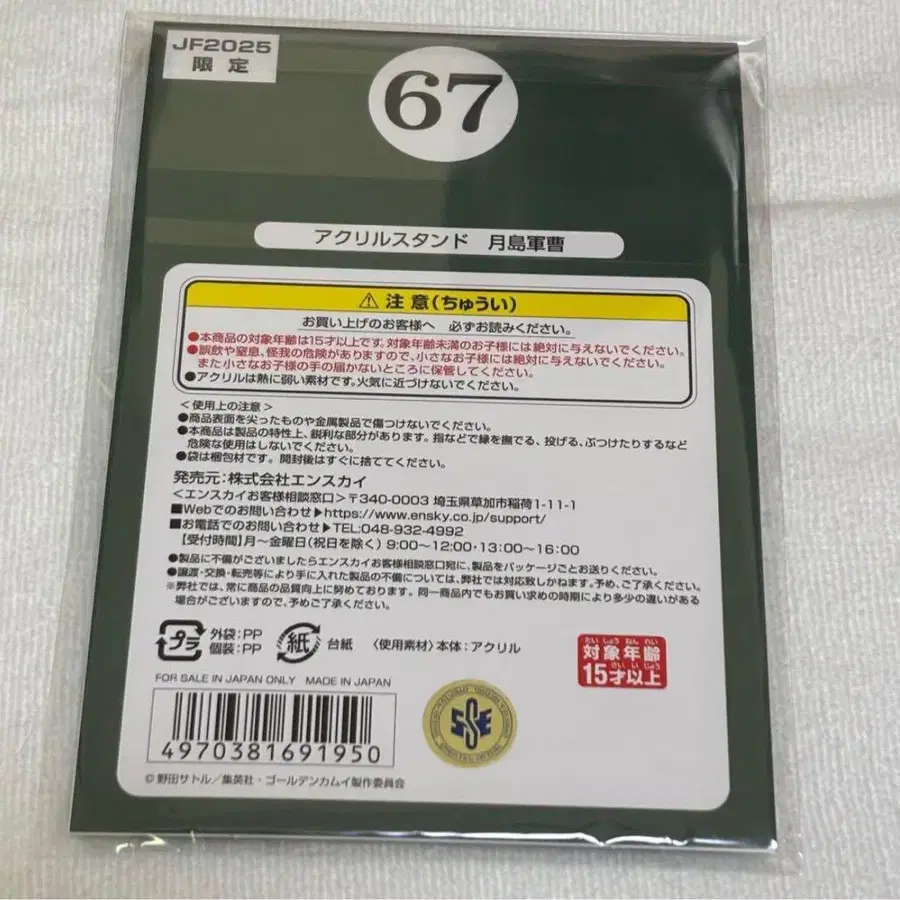 JF2025
限定
67
アクリルスタンド 月島軍曹
⚠注意(ちゅうい)
お買い上げのお客様へ 必ずお読みください。
●本商品の対象年齢は15才以上です。対象年齢未満のお子様には絶対に与えないでください。
●誤飲や窒息、怪我の危険がありますので、小さなお子様には絶対に与えないでください。
また小さなお子様の手の届かないところに保管してください。
●アクリルは熱に弱い素材です。火気に近づけないでください。
<使用上の注意>
●商品表面を尖ったものや金属製品で傷つけないでください。
●本商品は製品の特性上、鋭利な部分があります。指などで縁を撫でる、投げる、ぶつけたりするなど
危険な使用はしないでください。
●袋は梱包材です。開封後はすぐに捨ててください。
発売元:株式会社エンスカイ
<エンスカイお客様相談窓口>〒340-0003 埼玉県草加市稲荷1-11-1
■Webでのお問い合わせ▶https://www.ensky.co.jp/support/
■お電話でのお問い合わせ▶TEL:048-932-4992
【受付時間】月〜金曜日(祝日を除く) 9:00〜12:00・13:00〜16:00
●製品に不備がございましたらエンスカイお客様相談窓口宛に、製品をパッケージごとお送りください。
●譲渡・交換・転売等により手に入れた製品の不備については、弊社では対応致しかねます。予め、ご了承ください。
※弊社では、常に商品の品質向上に努めております。同一商品内でもお買い求めの時期により多少の違いがある
場合がございますので、予めご了承ください。
プラ 外袋:PP
個装:PP
紙 台紙 〈使用素材〉本体:アクリル
たいしょうねんれい
対象年齢
さいいじょう
15才以上
FOR SALE IN JAPAN ONLY MADE IN JAPAN
4970381691950
©野田サトル/集英社・ゴールデンカムイ製作委員会